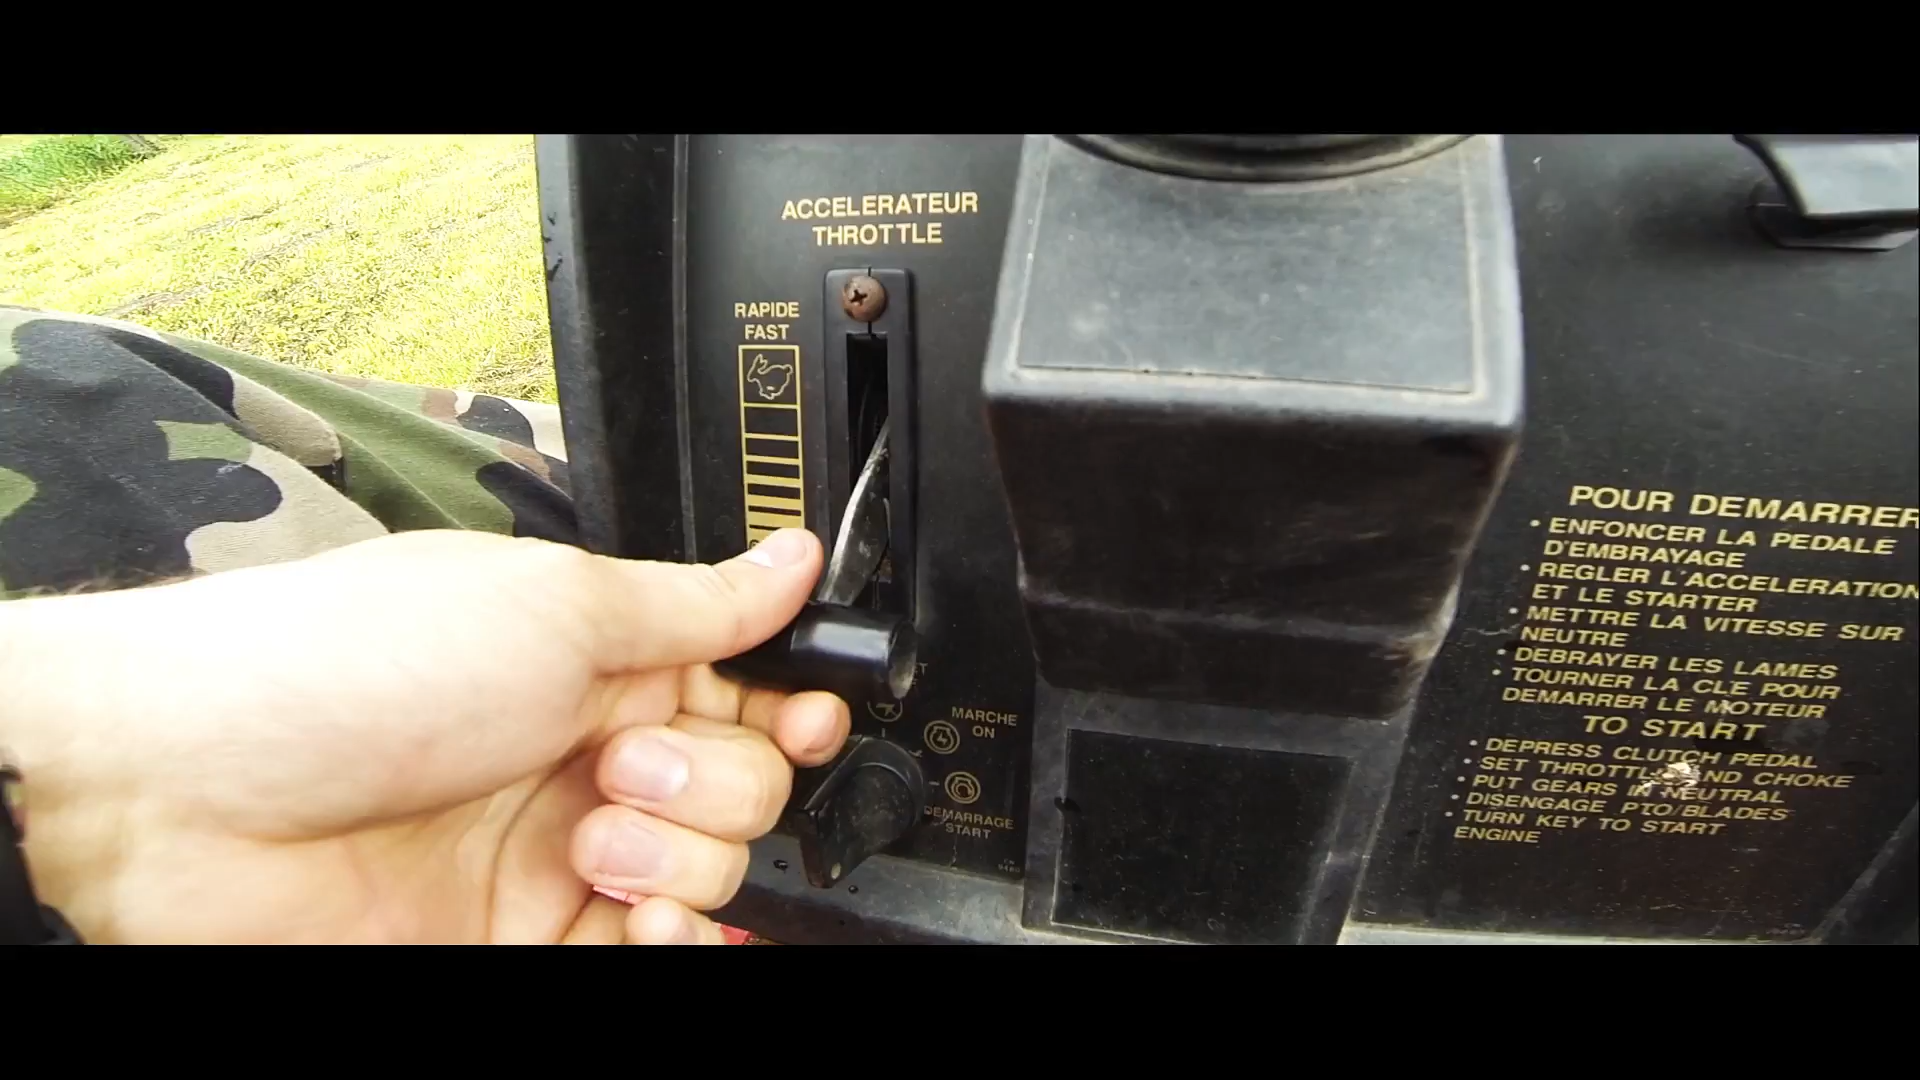 ACCELERATEUR
THROTTLE
RAPIDE
FAST
MARCHE
ON
DEMARRAGE
START
POUR DEMARRER
• ENFONCER LA PEDALE
D'EMBRAYAGE
• REGLER L'ACCELERATION
ET LE STARTER
• METTRE LA VITESSE SUR
NEUTRE
• DEBRAYER LES LAMES
• TOURNER LA CLE POUR
DEMARRER LE MOTEUR
TO START
• DEPRESS CLUTCH PEDAL
• SET THROTTLE AND CHOKE
• PUT GEARS IN NEUTRAL
• DISENGAGE PTO/BLADES
• TURN KEY TO START
ENGINE